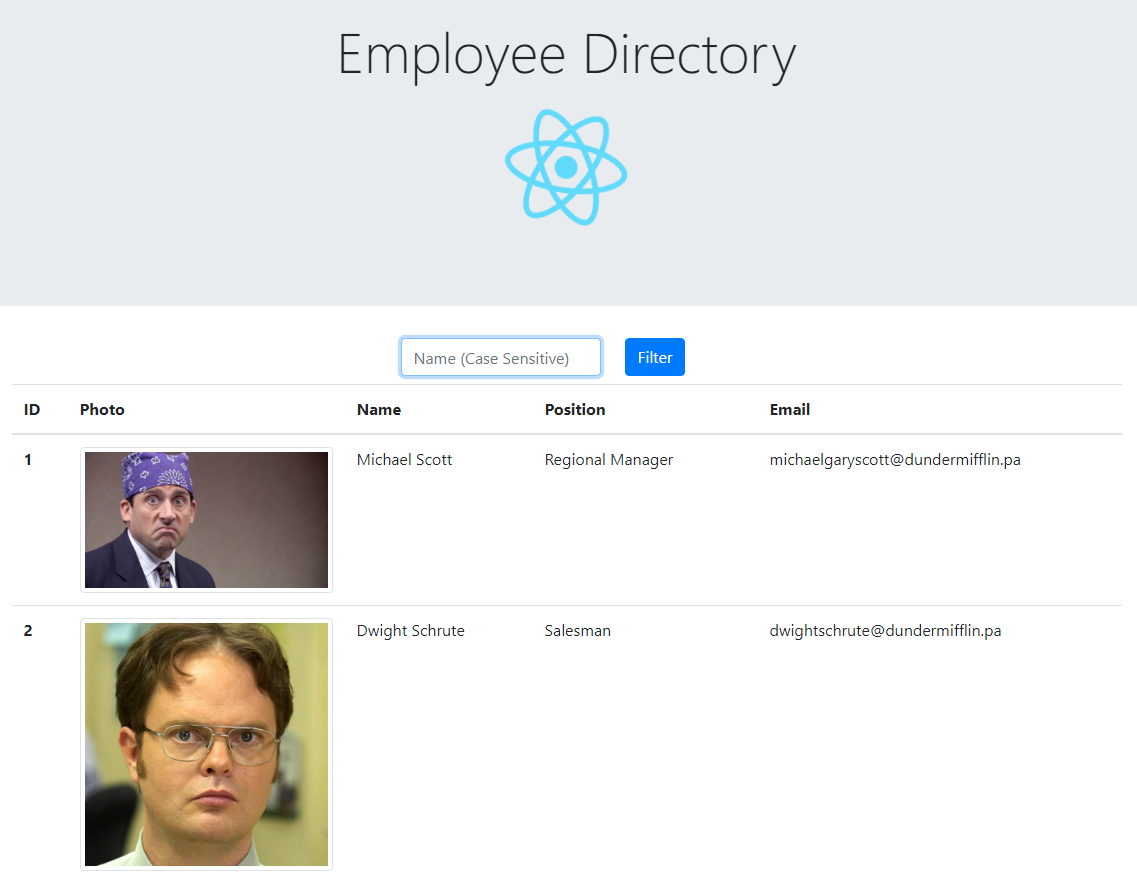 Employee Directory
Name (Case Sensitive) Filter
ID Photo Name Position Email
1 Michael Scott Regional Manager michaelgaryscott@dundermifflin.pa
2 Dwight Schrute Salesman dwightschrute@dundermifflin.pa